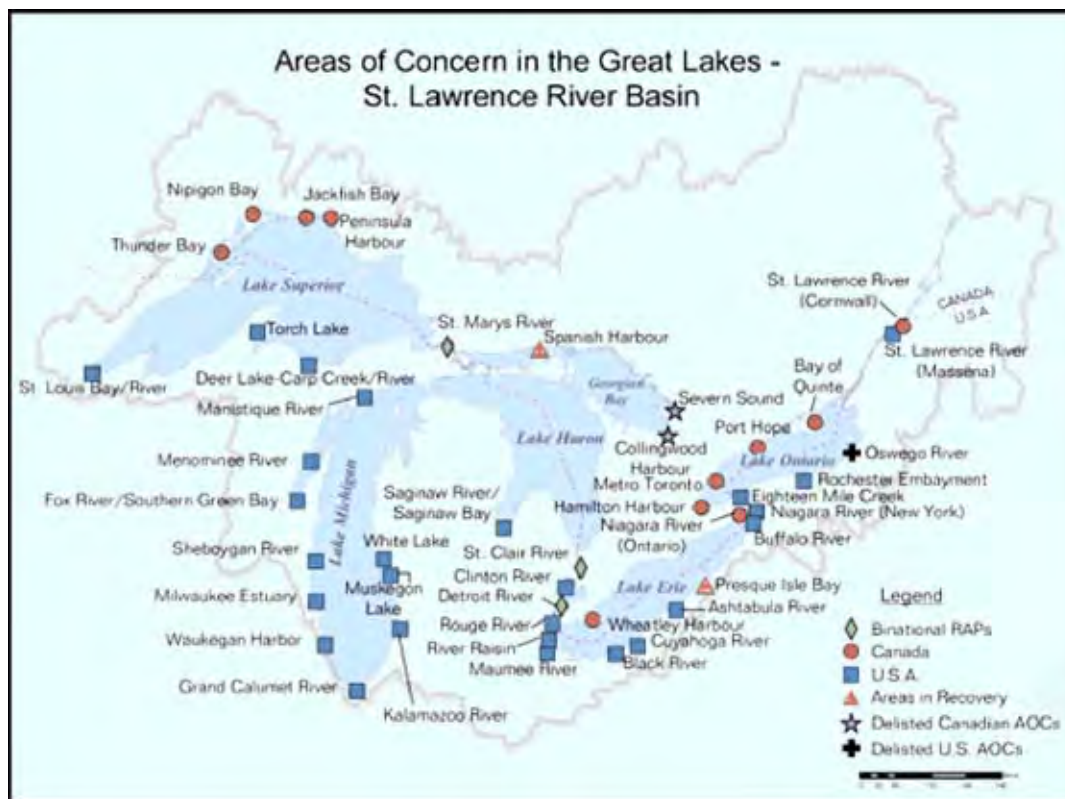 Areas of Concern in the Great Lakes -
St. Lawrence River Basin
Nipigon Bay
Jackfish Bay
Peninsula
Harbour
Thunder Bay
Lake Superior
St. Lawrence River
(Cornwall)
CANADA
U.S.A.
St. Marys River
Spanish Harbour
Torch Lake
St. Lawrence River
(Massena)
St. Louis Bay/River
Deer Lake-Carp Creek/River
Manistique River
Georgian
Bay
Bay of
Quinte
Severn Sound
Port Hope
Lake Huron
Collingwood
Harbour
Lake Ontario
Oswego River
Menominee River
Metro Toronto
Rochester Embayment
Fox River/Southern Green Bay
Saginaw River/
Saginaw Bay
Hamilton Harbour
Eighteen Mile Creek
Niagara River
(Ontario)
Niagara River (New York)
Buffalo River
Lake Michigan
Sheboygan River
White Lake
St. Clair River
Muskegon
Lake
Clinton River
Lake Erie
Presque Isle Bay
Milwaukee Estuary
Detroit River
Ashtabula River
Rouge River
Wheatley Harbour
Waukegan Harbor
River Raisin
Cuyahoga River
Maumee River
Black River
Grand Calumet River
Kalamazoo River
Legend
Binational RAPs
Canada
U.S.A.
Areas in Recovery
Delisted Canadian AOCs
Delisted U.S. AOCs